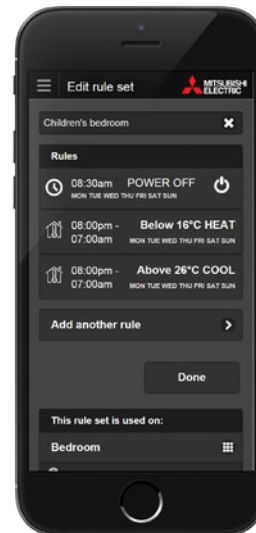 Edit rule set
MITSUBISHI
ELECTRIC
Children's bedroom
Rules
08:30am POWER OFF
MON TUE WED THU FRI SAT SUN
08:00pm - Below 16°C HEAT
07:00am MON TUE WED THU FRI SAT SUN
08:00pm - Above 26°C COOL
07:00am MON TUE WED THU FRI SAT SUN
Add another rule
Done
This rule set is used on:
Bedroom